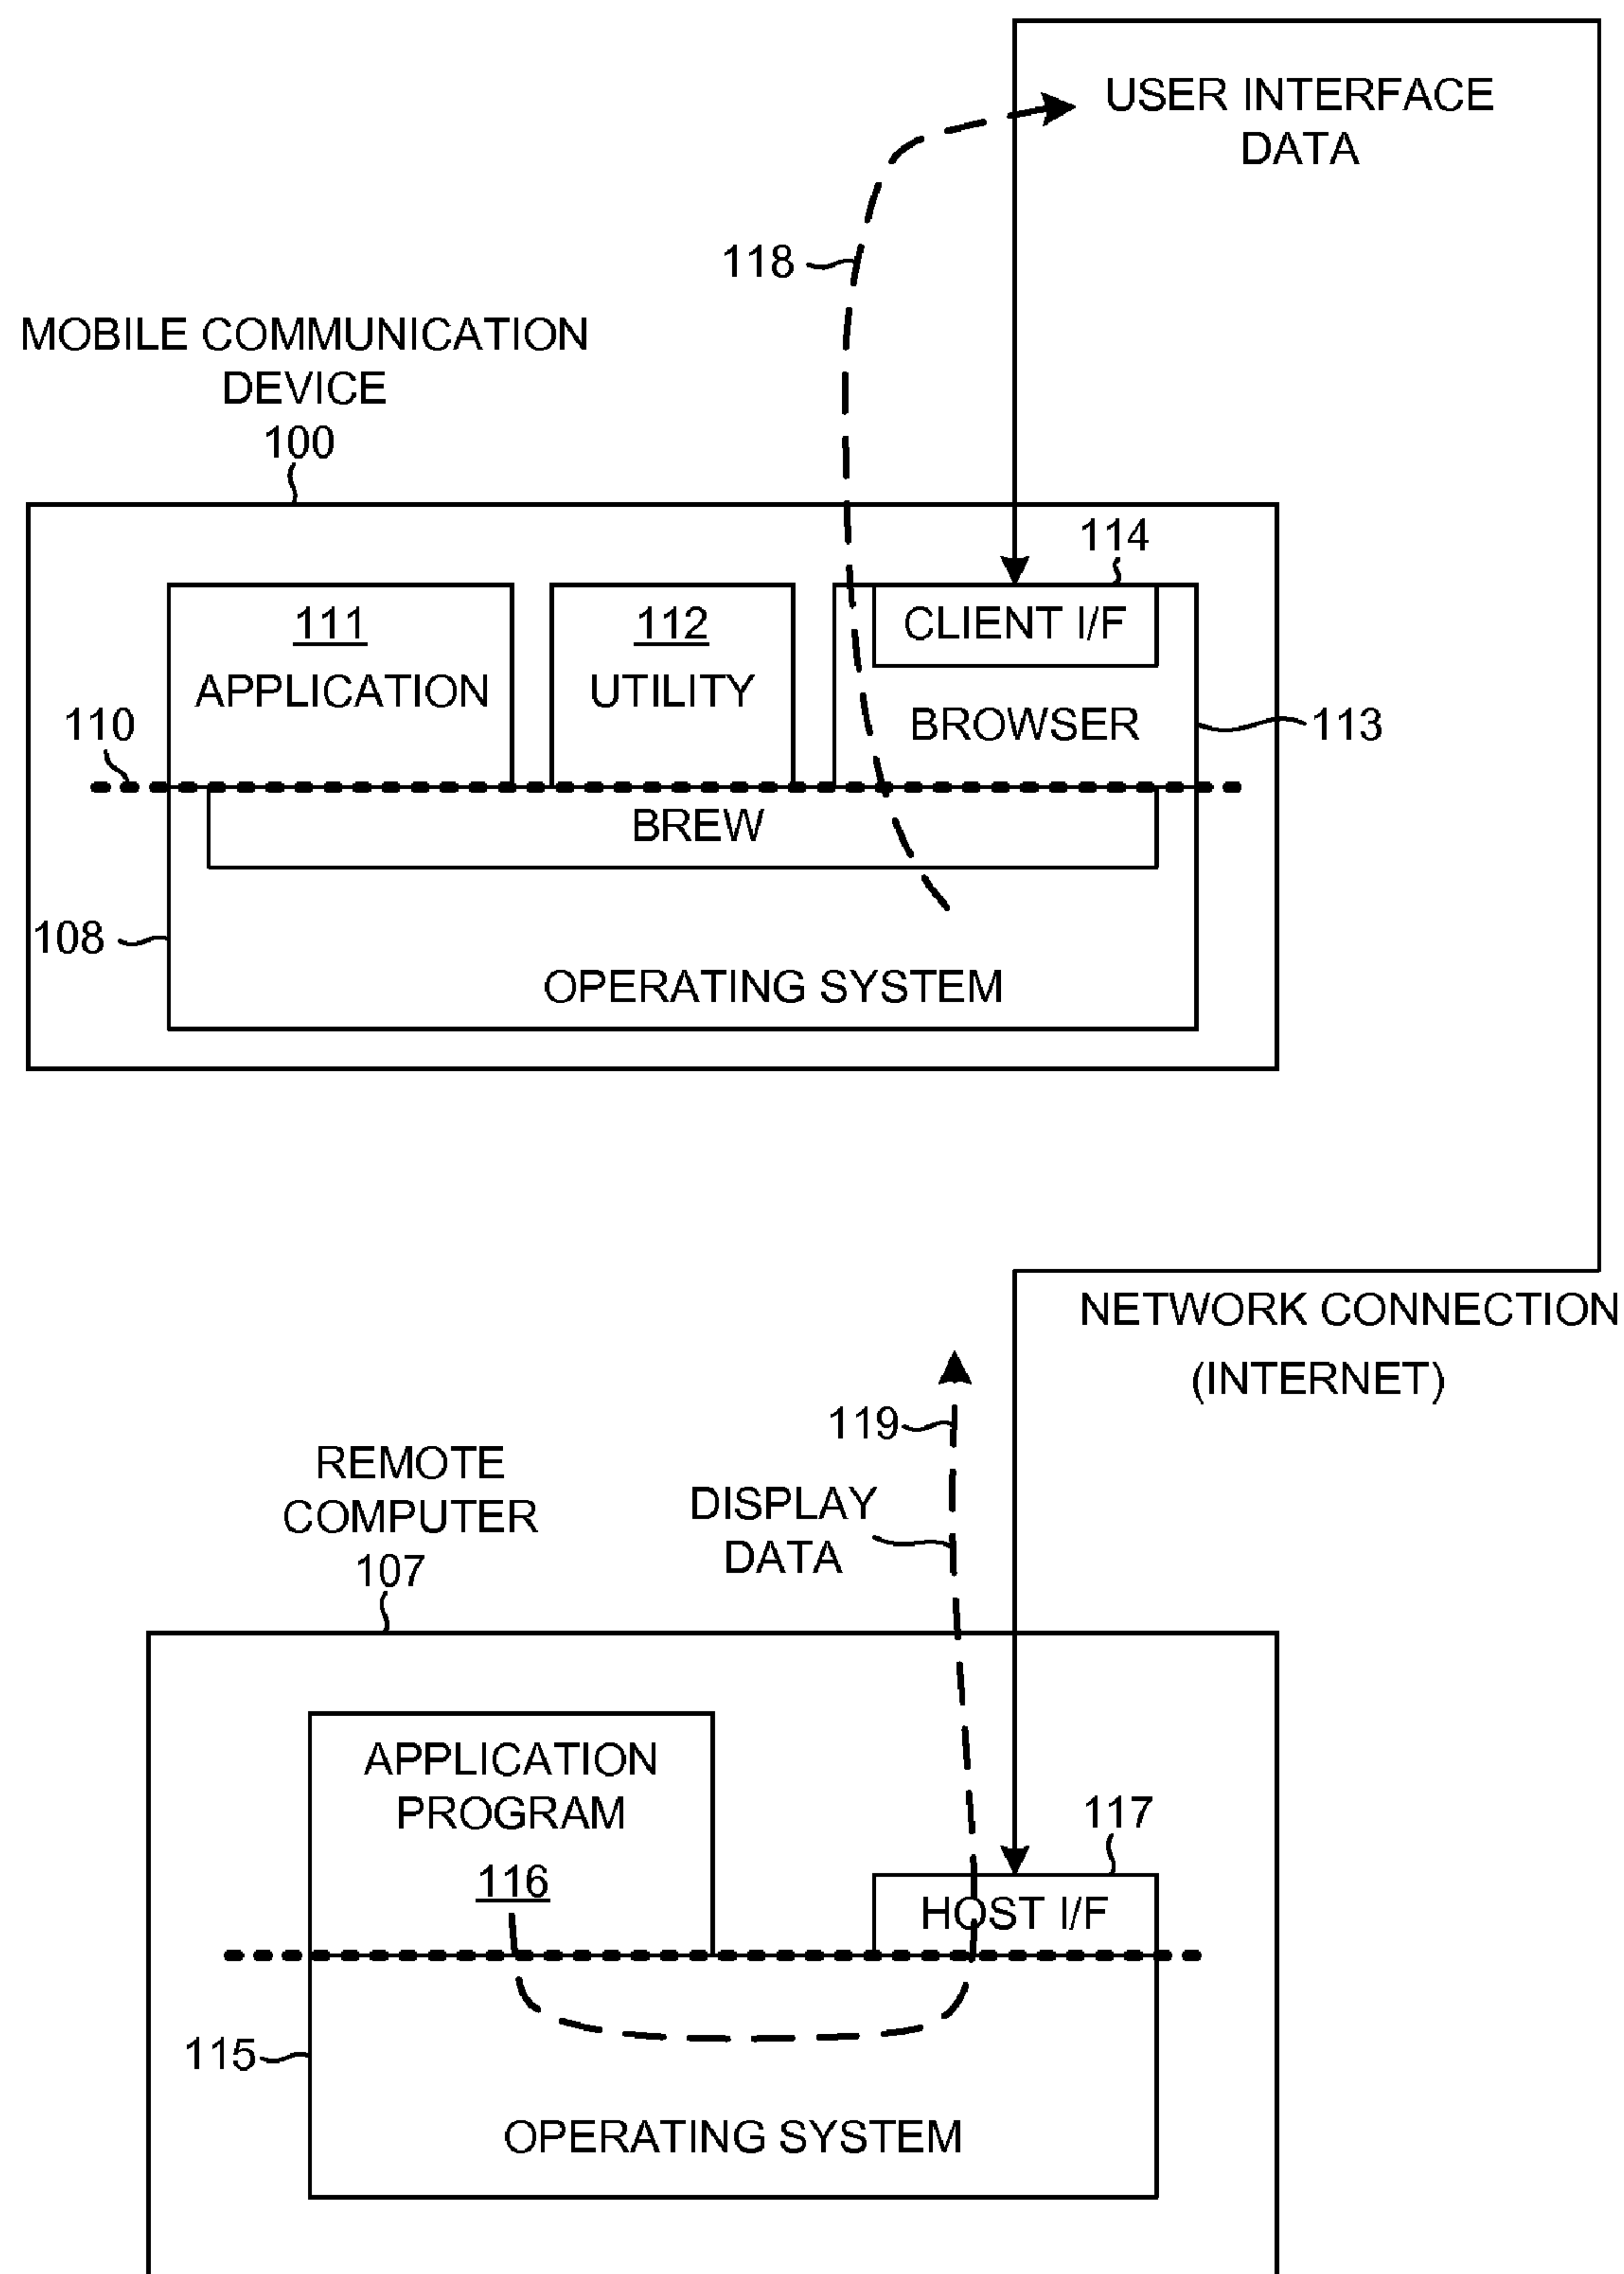 USER INTERFACE
DATA
118
MOBILE COMMUNICATION
DEVICE
100
114
111
APPLICATION
112
UTILITY
CLIENT I/F
BROWSER
113
110
BREW
108
OPERATING SYSTEM
NETWORK CONNECTION
(INTERNET)
119
DISPLAY
DATA
REMOTE
COMPUTER
107
APPLICATION
PROGRAM
116
117
HOST I/F
115
OPERATING SYSTEM